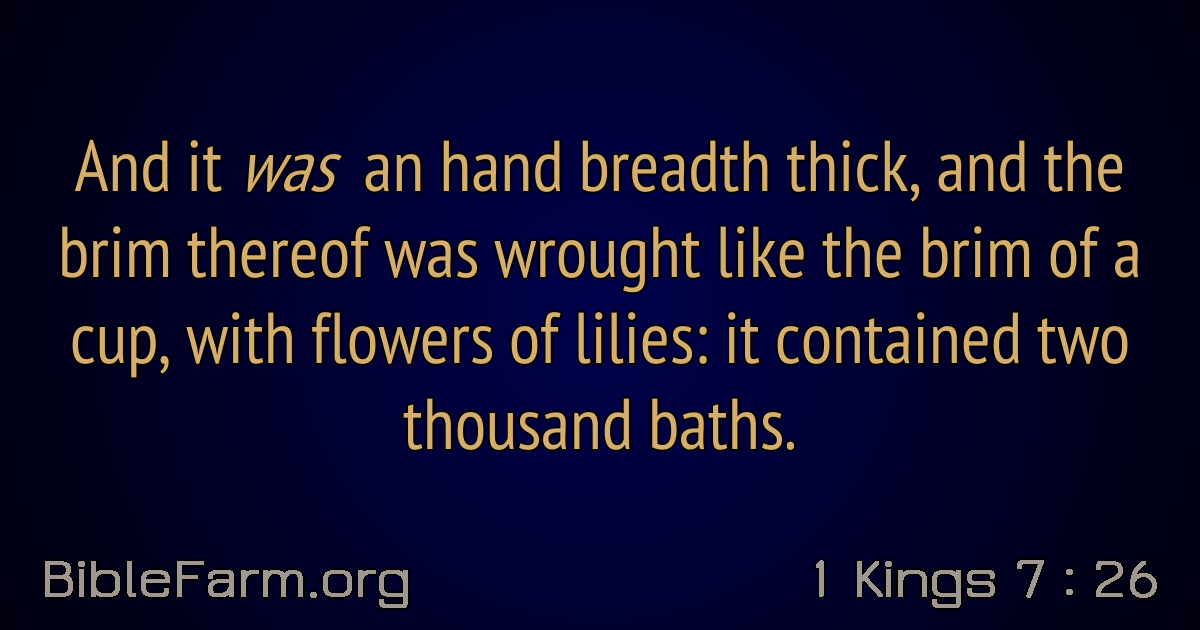 And it was an hand breadth thick, and the
brim thereof was wrought like the brim of a
cup, with flowers of lilies: it contained two
thousand baths.
BibleFarm.org
1 Kings 7 : 26